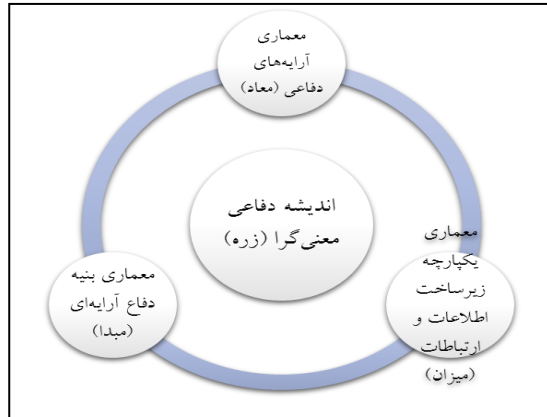 معماری
آرایه‌های
دفاعی (معاد)
اندیشه دفاعی
معنی‌گرا (زره)
معماری
یکپارچه
زیرساخت
اطلاعات و
ارتباطات
(میزان)
معماری بنیه
دفاع آرایه‌ای
(مبدا)